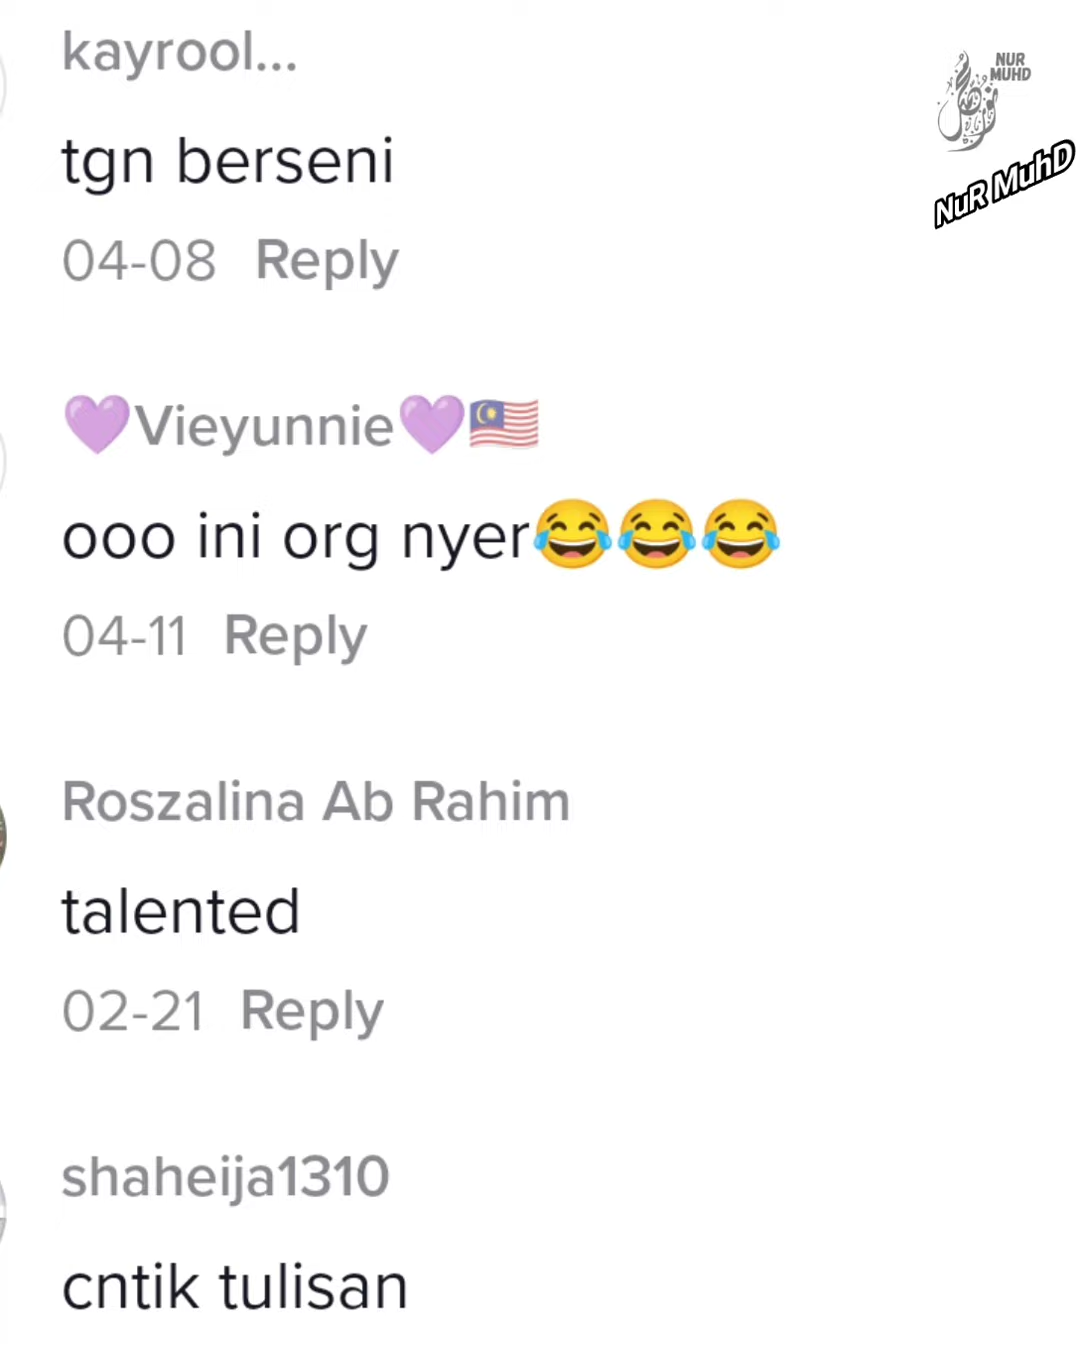 kayrool...
NUR
MUHD
NuR MuhD
tgn berseni
04-08 Reply
💜Vieyunnie💜🇲🇾
ooo ini org nyer😂😂😂
04-11 Reply
Roszalina Ab Rahim
talented
02-21 Reply
shaheija1310
cntik tulisan